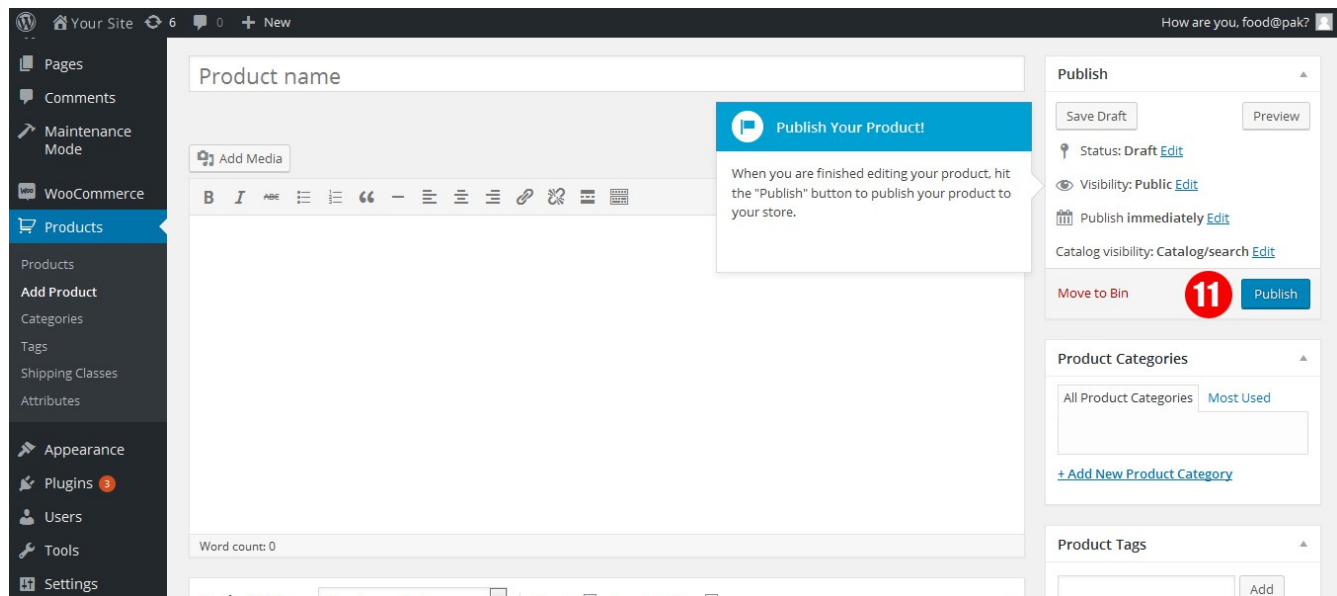 Your Site 6 0 + New
How are you, food@pak?
Pages
Comments
Maintenance
Mode
WooCommerce
Products
Products
Add Product
Categories
Tags
Shipping Classes
Attributes
Appearance
Plugins 3
Users
Tools
Settings
Product name
Add Media
B I ABC
Word count: 0
Publish Your Product!
When you are finished editing your product, hit
the "Publish" button to publish your product to
your store.
Publish
Save Draft Preview
Status: Draft Edit
Visibility: Public Edit
Publish immediately Edit
Catalog visibility: Catalog/search Edit
Move to Bin 11 Publish
Product Categories
All Product Categories Most Used
+ Add New Product Category
Product Tags
Add